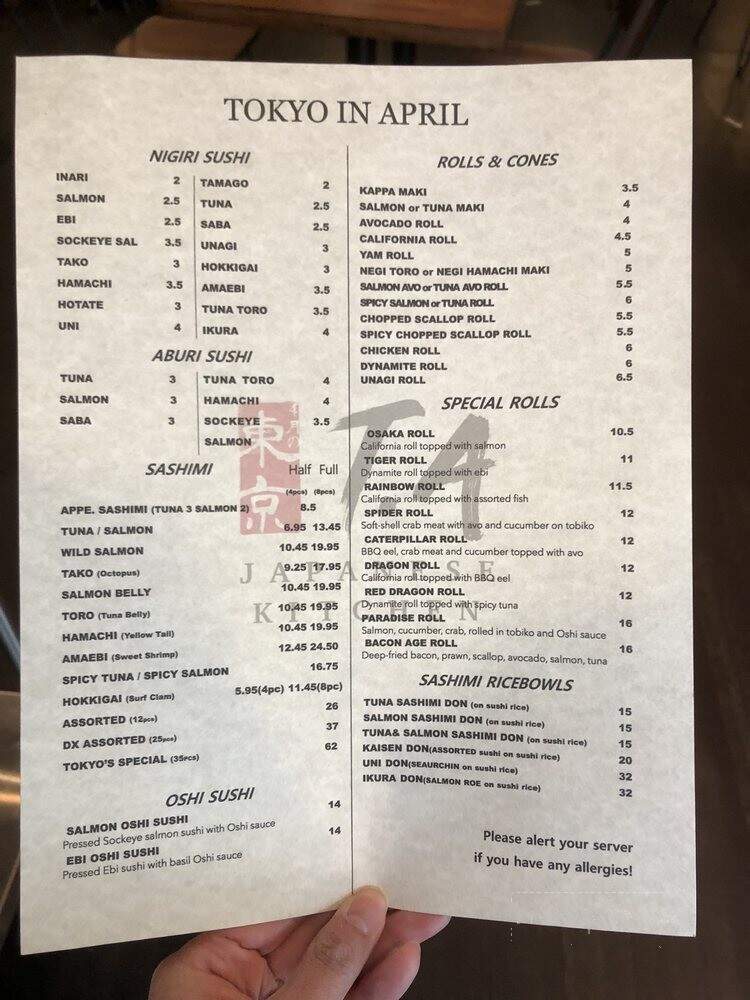 TOKYO IN APRIL
NIGIRI SUSHI
INARI 2
SALMON 2.5
EBI 2.5
SOCKEYE SAL 3.5
TAKO 3
HAMACHI 3.5
HOTATE 3
UNI 4
TAMAGO 2
TUNA 2.5
SABA 2.5
UNAGI 3
HOKKIGAI 3
AMAEBI 3.5
TUNA TORO 3.5
IKURA 4
ABURI SUSHI
TUNA 3
SALMON 3
SABA 3
TUNA TORO 4
HAMACHI 4
SOCKEYE 3.5
SALMON
SASHIMI Half Full
(4pcs) (8pcs)
APPE. SASHIMI (TUNA 3 SALMON 2) 8.5
TUNA / SALMON 6.95 13.45
WILD SALMON 10.45 19.95
TAKO (Octopus) 9.25 17.95
SALMON BELLY 10.45 19.95
TORO (Tuna Belly) 10.45 19.95
HAMACHI (Yellow Tail) 10.45 19.95
AMAEBI (Sweet Shrimp) 12.45 24.50
SPICY TUNA / SPICY SALMON 16.75
HOKKIGAI (Surf Clam) 5.95(4pc) 11.45(8pc)
ASSORTED (12pcs) 26
DX ASSORTED (25pcs) 37
TOKYO'S SPECIAL (35PCS) 62
OSHI SUSHI
SALMON OSHI SUSHI 14
Pressed Sockeye salmon sushi with Oshi sauce
EBI OSHI SUSHI 14
Pressed Ebi sushi with basil Oshi sauce
ROLLS & CONES
KAPPA MAKI 3.5
SALMON or TUNA MAKI 4
AVOCADO ROLL 4
CALIFORNIA ROLL 4.5
YAM ROLL 5
NEGI TORO or NEGI HAMACHI MAKI 5
SALMON AVO or TUNA AVO ROLL 5.5
SPICY SALMON or TUNA ROLL 6
CHOPPED SCALLOP ROLL 5.5
SPICY CHOPPED SCALLOP ROLL 5.5
CHICKEN ROLL 6
DYNAMITE ROLL 6
UNAGI ROLL 6.5
SPECIAL ROLLS
OSAKA ROLL 10.5
California roll topped with salmon
TIGER ROLL 11
Dynamite roll topped with ebi
RAINBOW ROLL 11.5
California roll topped with assorted fish
SPIDER ROLL 12
Soft-shell crab meat with avo and cucumber on tobiko
CATERPILLAR ROLL 12
BBQ eel, crab meat and cucumber topped with avo
DRAGON ROLL 12
California roll topped with BBQ eel
RED DRAGON ROLL 12
Dynamite roll topped with spicy tuna
PARADISE ROLL 16
Salmon, cucumber, crab, rolled in tobiko and Oshi sauce
BACON AGE ROLL 16
Deep-fried bacon, prawn, scallop, avocado, salmon, tuna
SASHIMI RICEBOWLS
TUNA SASHIMI DON (on sushi rice) 15
SALMON SASHIMI DON (on sushi rice) 15
TUNA& SALMON SASHIMI DON (on sushi rice) 15
KAISEN DON(ASSORTED sushi on sushi rice) 20
UNI DON(SEAURCHIN on sushi rice) 32
IKURA DON(SALMON ROE on sushi rice) 32
Please alert your server
if you have any allergies!
4月の
東京
TA
JAPANESE
KITCHEN